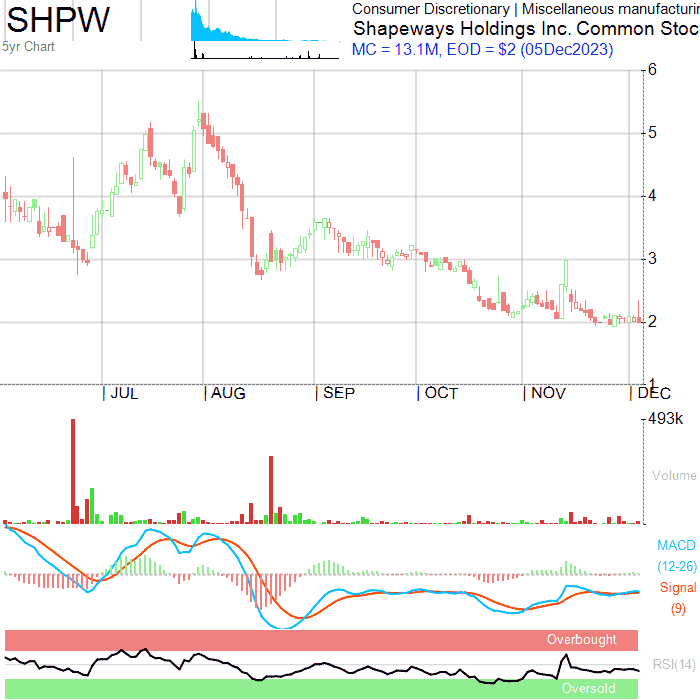 SHPW
5yr Chart
Consumer Discretionary | Miscellaneous manufacturin
Shapeways Holdings Inc. Common Stoc
MC = 13.1M, EOD = $2 (05Dec2023)
6
5
4
3
2
1
| JUL | AUG | SEP | OCT | NOV | DEC
493k
Volume
MACD
(12-26)
Signal
(9)
Overbought
RSI(14)
Oversold